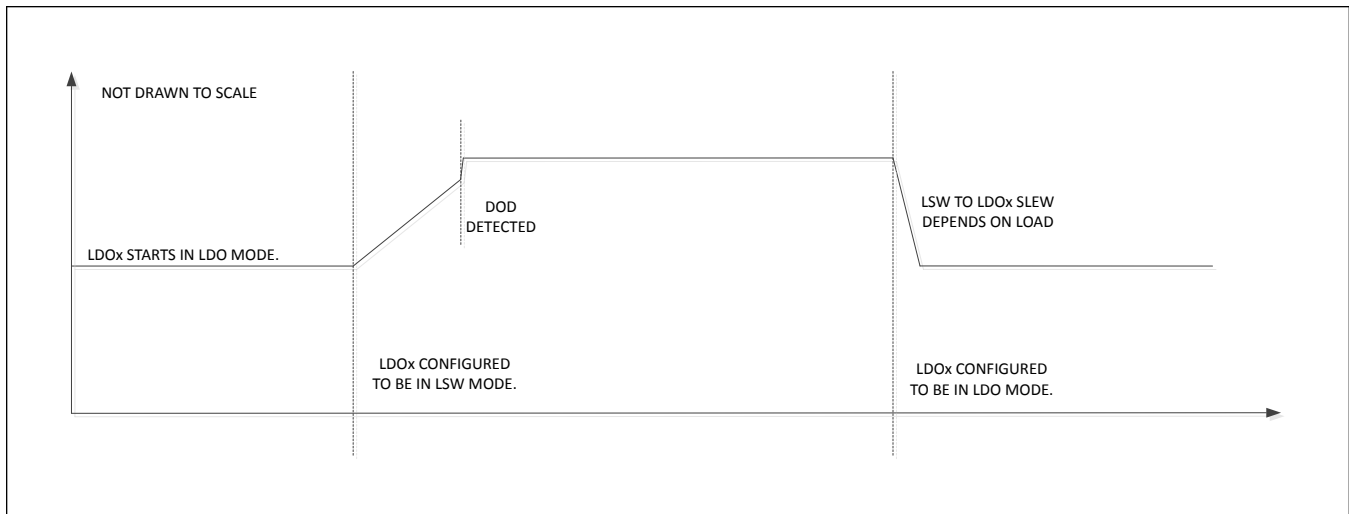 NOT DRAWN TO SCALE
DOD
DETECTED
LSW TO LDOx SLEW
DEPENDS ON LOAD
LDOx STARTS IN LDO MODE.
LDOx CONFIGURED
TO BE IN LSW MODE.
LDOx CONFIGURED
TO BE IN LDO MODE.